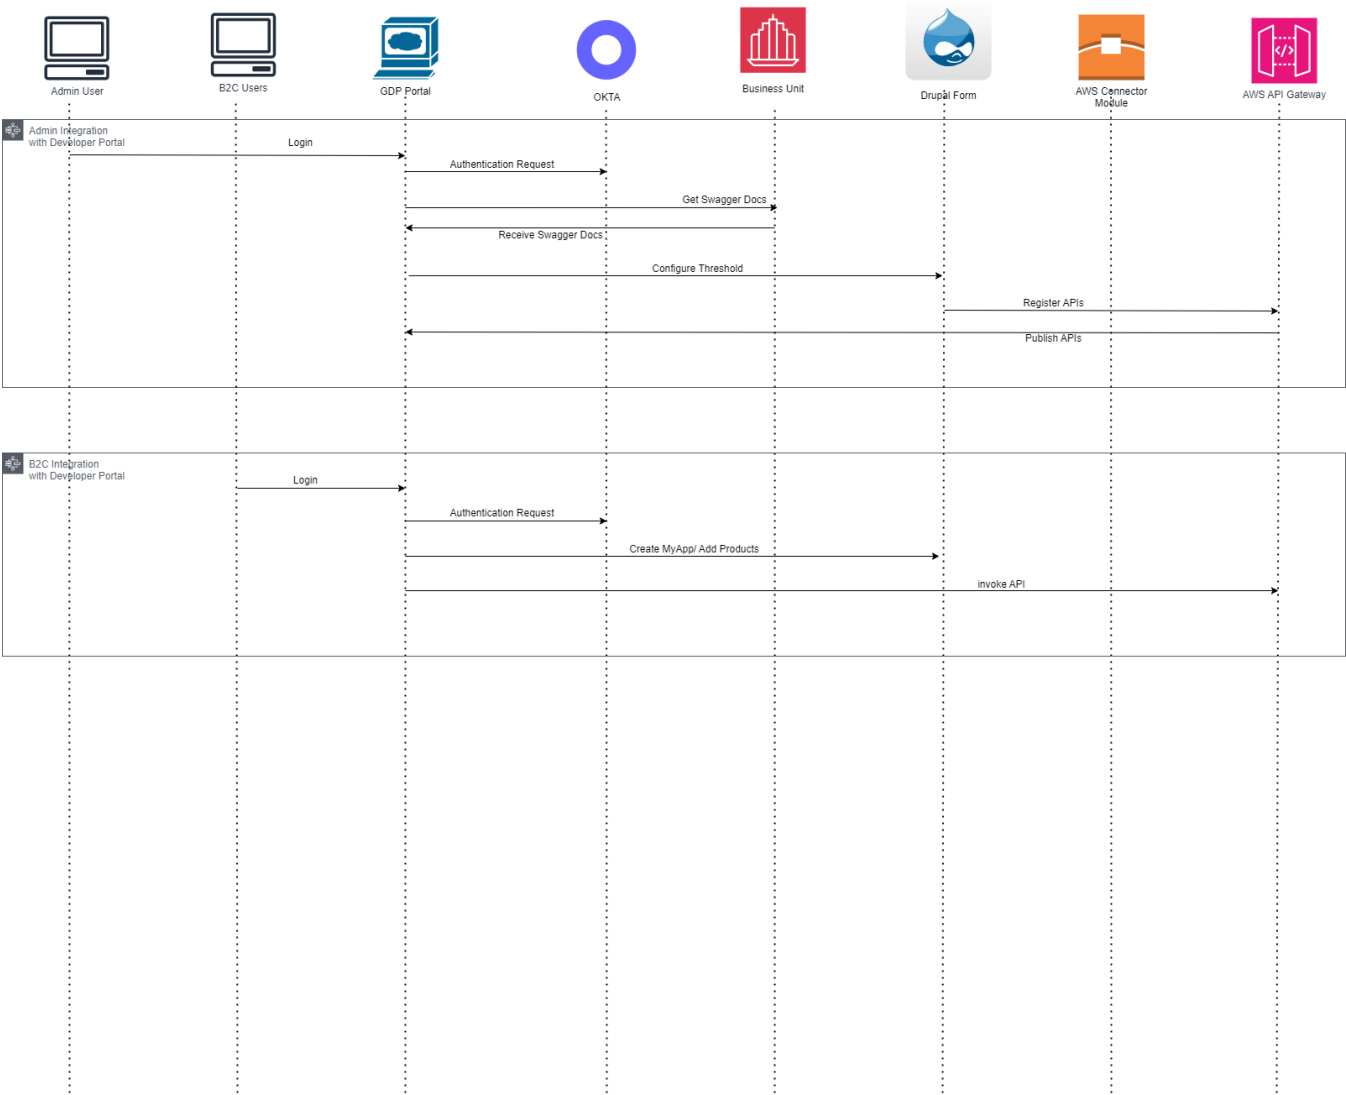 Admin User
B2C Users
GDP Portal
OKTA
Business Unit
Drupal Form
AWS Connector
Module
AWS API Gateway
Admin Integration
with Developer Portal
Login
Authentication Request
Get Swagger Docs
Receive Swagger Docs
Configure Threshold
Register APIs
Publish APIs
B2C Integration
with Developer Portal
Login
Authentication Request
Create MyApp/ Add Products
invoke API